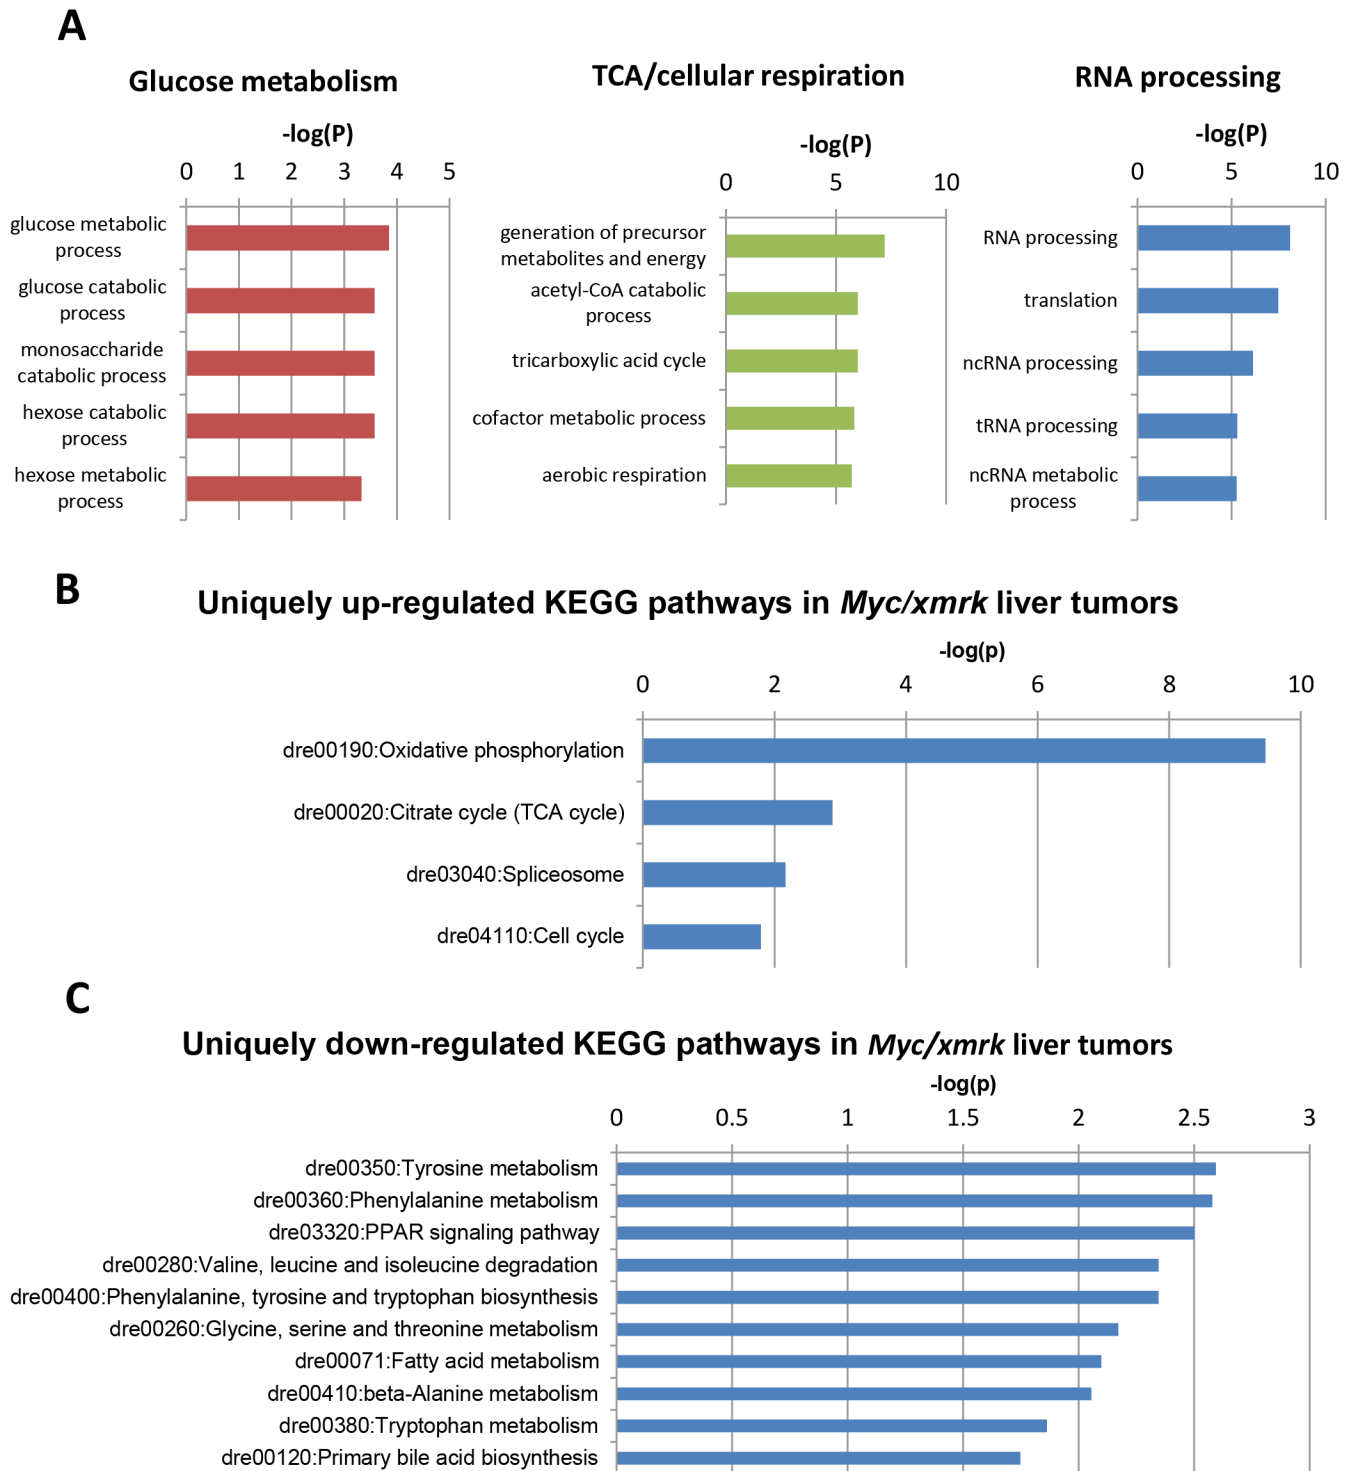 A
Glucose metabolism
-log(P)
0 1 2 3 4 5
glucose metabolic
process
glucose catabolic
process
monosaccharide
catabolic process
hexose catabolic
process
hexose metabolic
process
TCA/cellular respiration
-log(P)
0 5 10
generation of precursor
metabolites and energy
acetyl-CoA catabolic
process
tricarboxylic acid cycle
cofactor metabolic process
aerobic respiration
RNA processing
-log(P)
0 5 10
RNA processing
translation
ncRNA processing
tRNA processing
ncRNA metabolic
process
B
Uniquely up-regulated KEGG pathways in Myc/xmrk liver tumors
-log(p)
0 2 4 6 8 10
dre00190:Oxidative phosphorylation
dre00020:Citrate cycle (TCA cycle)
dre03040:Spliceosome
dre04110:Cell cycle
C
Uniquely down-regulated KEGG pathways in Myc/xmrk liver tumors
-log(p)
0 0.5 1 1.5 2 2.5 3
dre00350:Tyrosine metabolism
dre00360:Phenylalanine metabolism
dre03320:PPAR signaling pathway
dre00280:Valine, leucine and isoleucine degradation
dre00400:Phenylalanine, tyrosine and tryptophan biosynthesis
dre00260:Glycine, serine and threonine metabolism
dre00071:Fatty acid metabolism
dre00410:beta-Alanine metabolism
dre00380:Tryptophan metabolism
dre00120:Primary bile acid biosynthesis